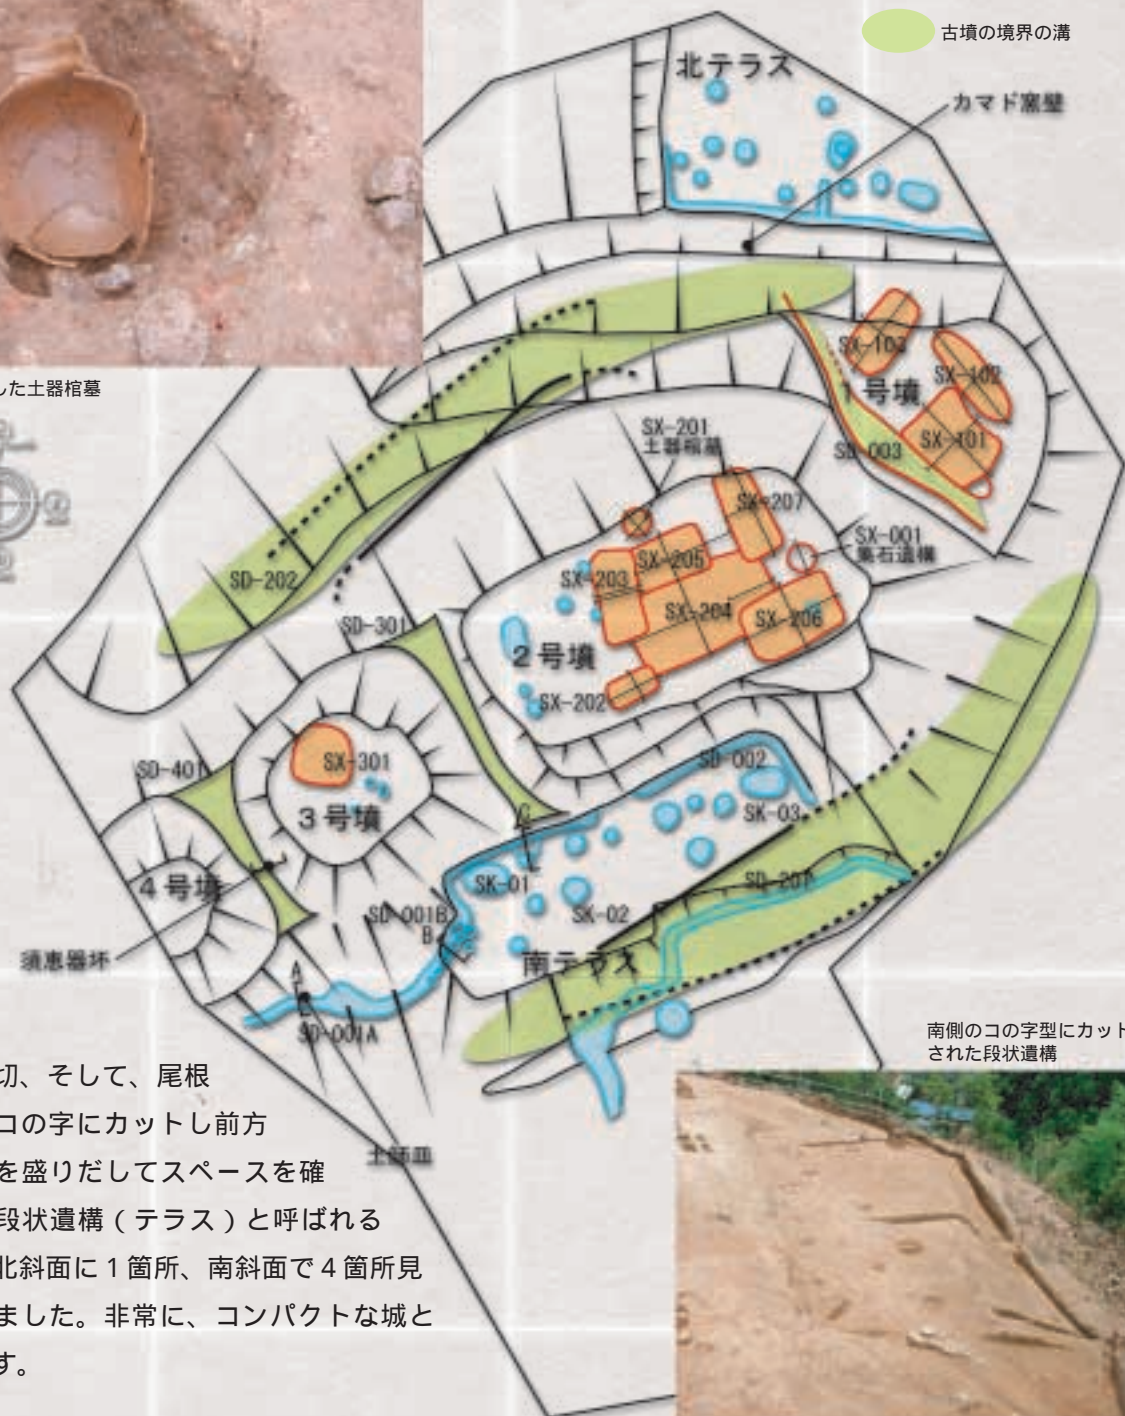 古墳の境界の溝
北テラス
カマド窯壁
した土器棺墓
SX-103
SX-102
1号墳
SX-101
SD-003
SX-201
土器棺墓
SX-207
SX-001
集石遺構
SX-205
SX-203
SX-204
SX-206
SD-202
SD-301
2号墳
SX-202
SX-301
SD-401
3号墳
SD-002
SK-03
4号墳
SK-01
SD-201
SD-001B
SK-02
B
C
須恵器坏
南テラス
A
SD-001A
土師皿
南側のコの字型にカット
された段状遺構
切、そして、尾根
コの字にカットし前方
を盛りだしてスペースを確
段状遺構（テラス）と呼ばれる
北斜面に1箇所、南斜面で4箇所見
ました。非常に、コンパクトな城と
す。